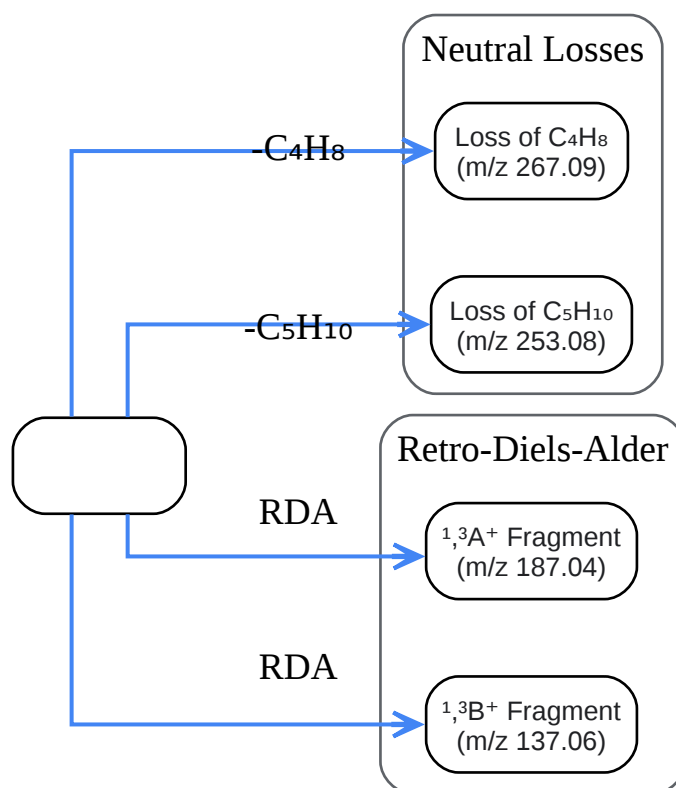 Neutral Losses
-C₄H₈
Loss of C₄H₈
(m/z 267.09)
-C₅H₁₀
Loss of C₅H₁₀
(m/z 253.08)
Retro-Diels-Alder
RDA
¹,³A⁺ Fragment
(m/z 187.04)
RDA
¹,³B⁺ Fragment
(m/z 137.06)